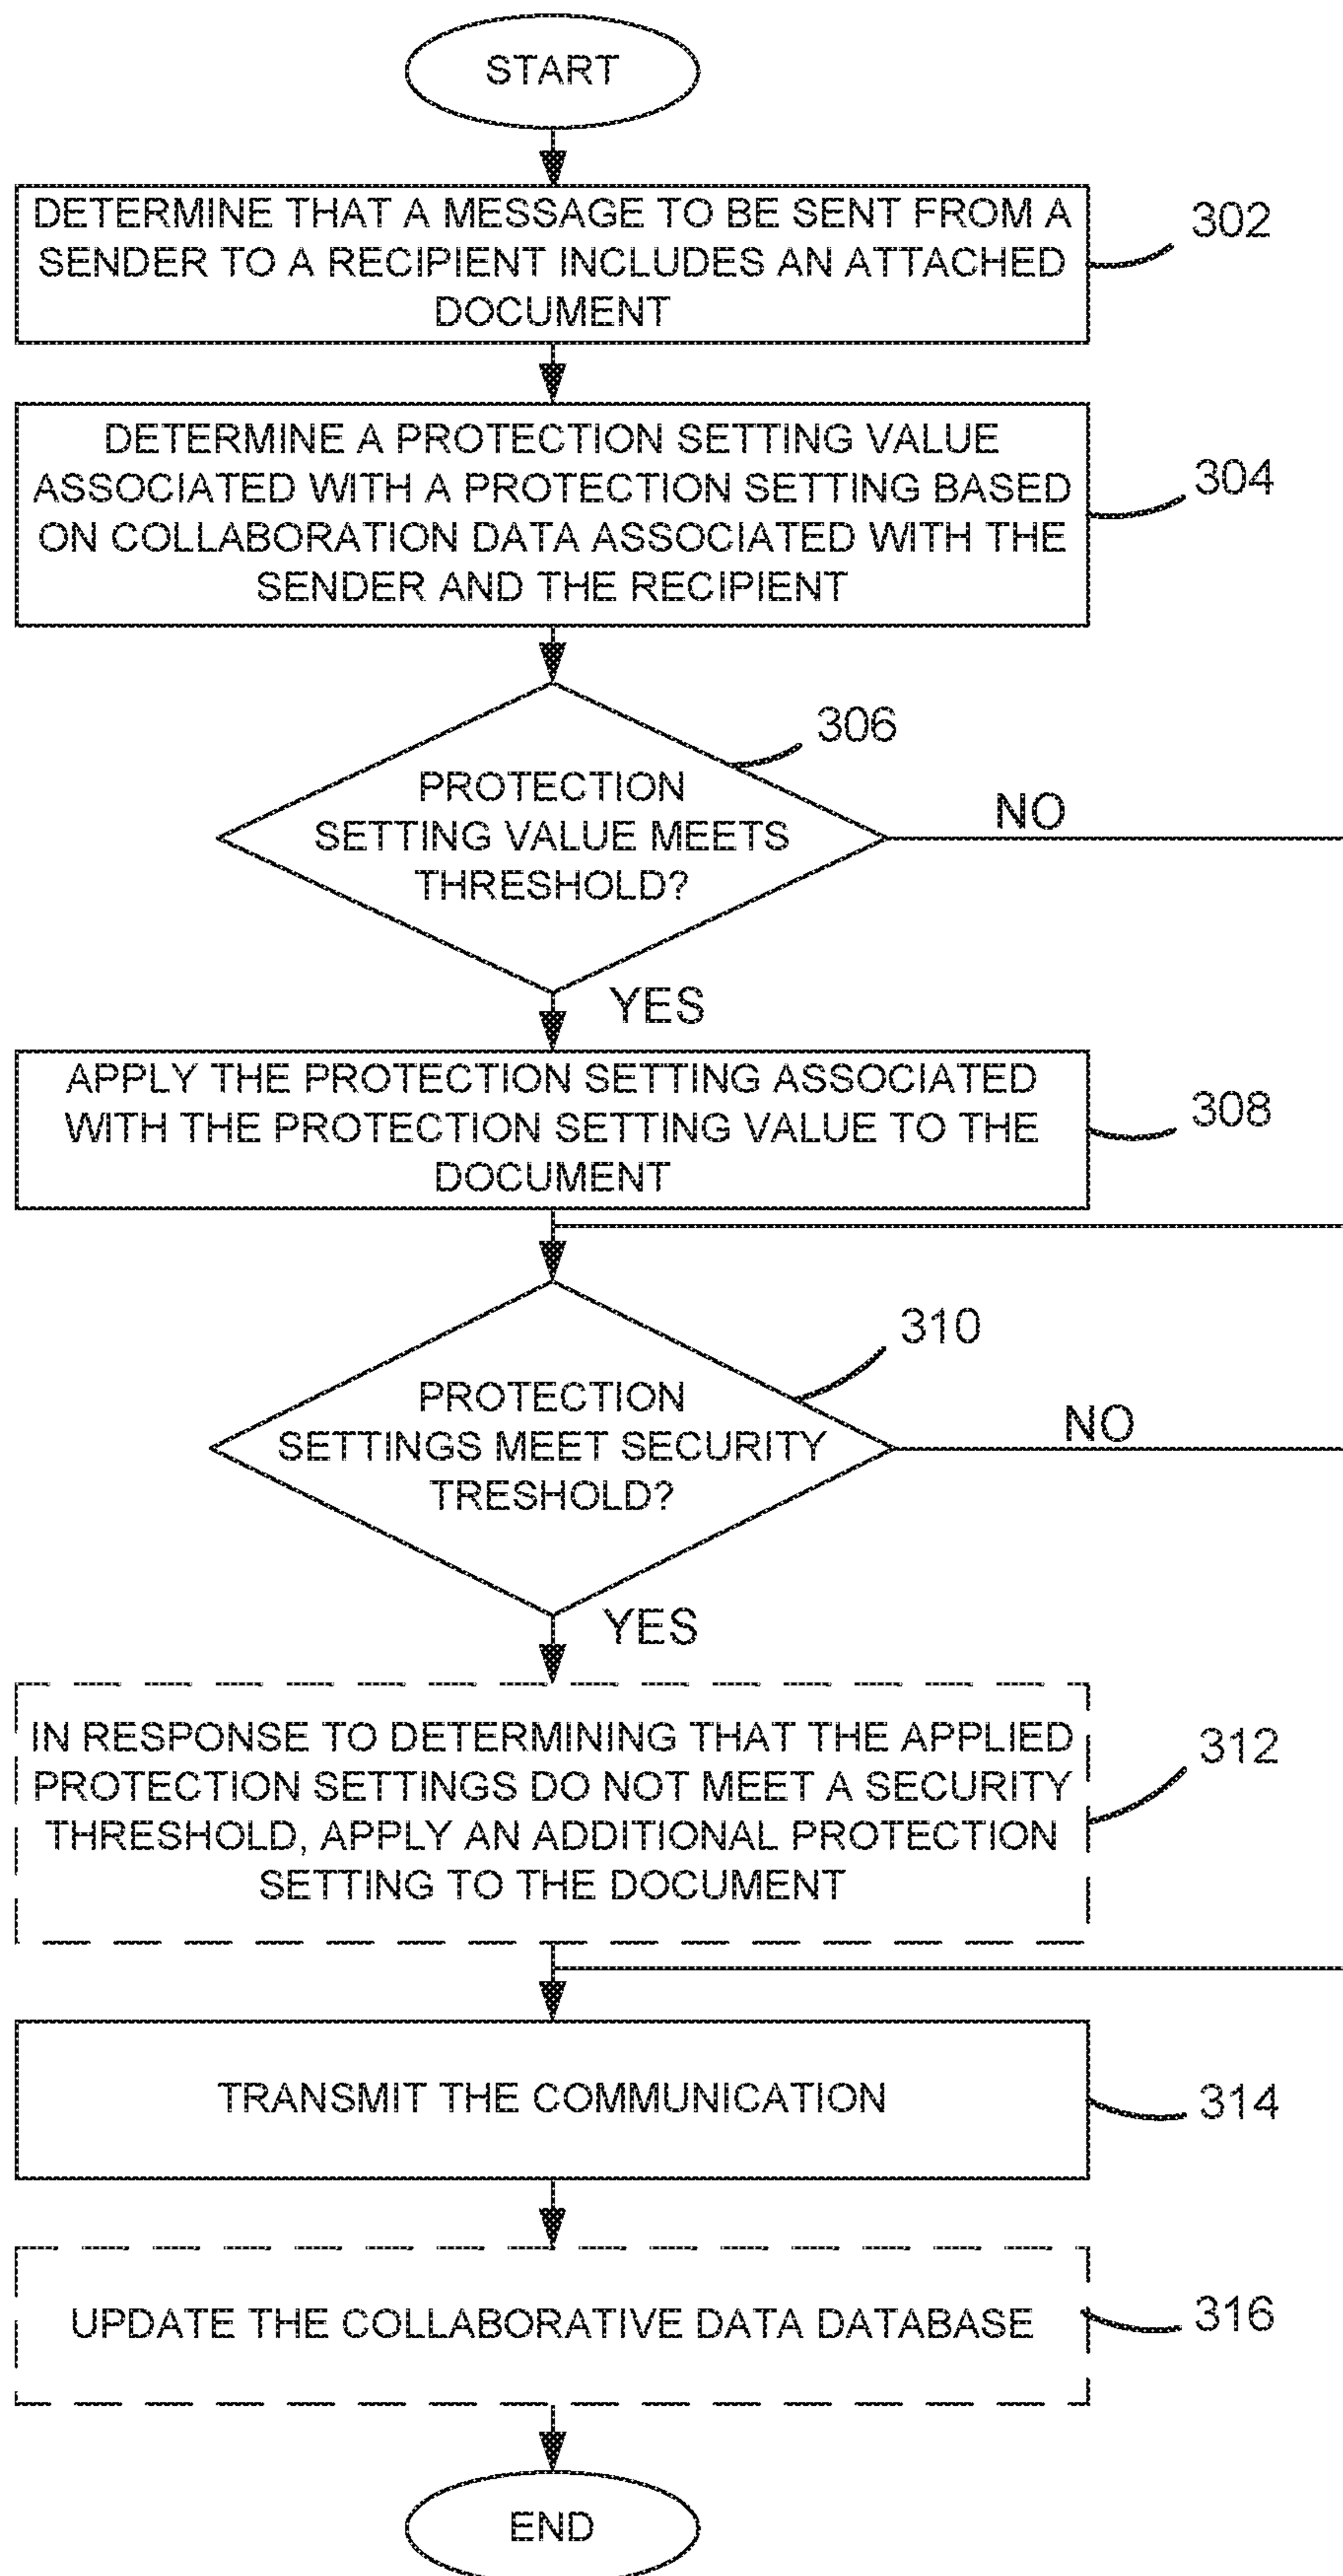 START
DETERMINE THAT A MESSAGE TO BE SENT FROM A
SENDER TO A RECIPIENT INCLUDES AN ATTACHED
DOCUMENT
302
DETERMINE A PROTECTION SETTING VALUE
ASSOCIATED WITH A PROTECTION SETTING BASED
ON COLLABORATION DATA ASSOCIATED WITH THE
SENDER AND THE RECIPIENT
304
306
PROTECTION
SETTING VALUE MEETS
THRESHOLD?
NO
YES
APPLY THE PROTECTION SETTING ASSOCIATED
WITH THE PROTECTION SETTING VALUE TO THE
DOCUMENT
308
310
PROTECTION
SETTINGS MEET SECURITY
TRESHOLD?
NO
YES
IN RESPONSE TO DETERMINING THAT THE APPLIED
PROTECTION SETTINGS DO NOT MEET A SECURITY
THRESHOLD, APPLY AN ADDITIONAL PROTECTION
SETTING TO THE DOCUMENT
312
TRANSMIT THE COMMUNICATION
314
UPDATE THE COLLABORATIVE DATA DATABASE
316
END